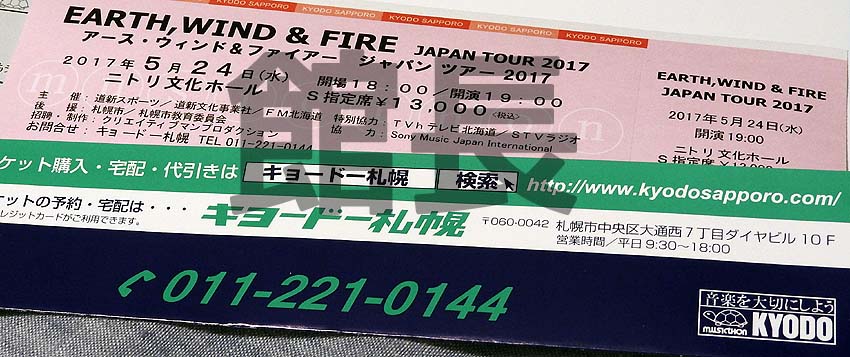 KYODO SAPPORO KYODO SAPPORO KYODO SAPPORO KYODO SAPPORO
EARTH, WIND & FIRE JAPAN TOUR 2017
アース・ウィンド&ファイアー ジャパン ツアー 2017
2017年5月24日(水) 開場18:00/開演19:00
ニトリ文化ホール S指定席¥13,000(税込)
主 催:道新スポーツ/道新文化事業社/FM北海道 特別協力:TVhテレビ北海道/STVラジオ
後 援:札幌市/札幌市教育委員会 協 力:Sony Music Japan International
招聘・制作:クリエイティブマンプロダクション
お問合せ:キョードー札幌 TEL 011-221-0144
EARTH, WIND & FIRE
JAPAN TOUR 2017
2017年5月24日(水)
開演19:00
ニトリ文化ホール
S指定席 ¥13,000
館長
ケット購入・宅配・代引きは キョードー札幌 検索 http://www.kyodosapporo.com/
ットの予約・宅配は・・・
レジットカードがご利用できます。
キョードー札幌
〒060-0042 札幌市中央区大通西7丁目ダイヤビル10F
営業時間/平日9:30~18:00
011-221-0144
音楽を大切にしよう
musicthon
KYODO